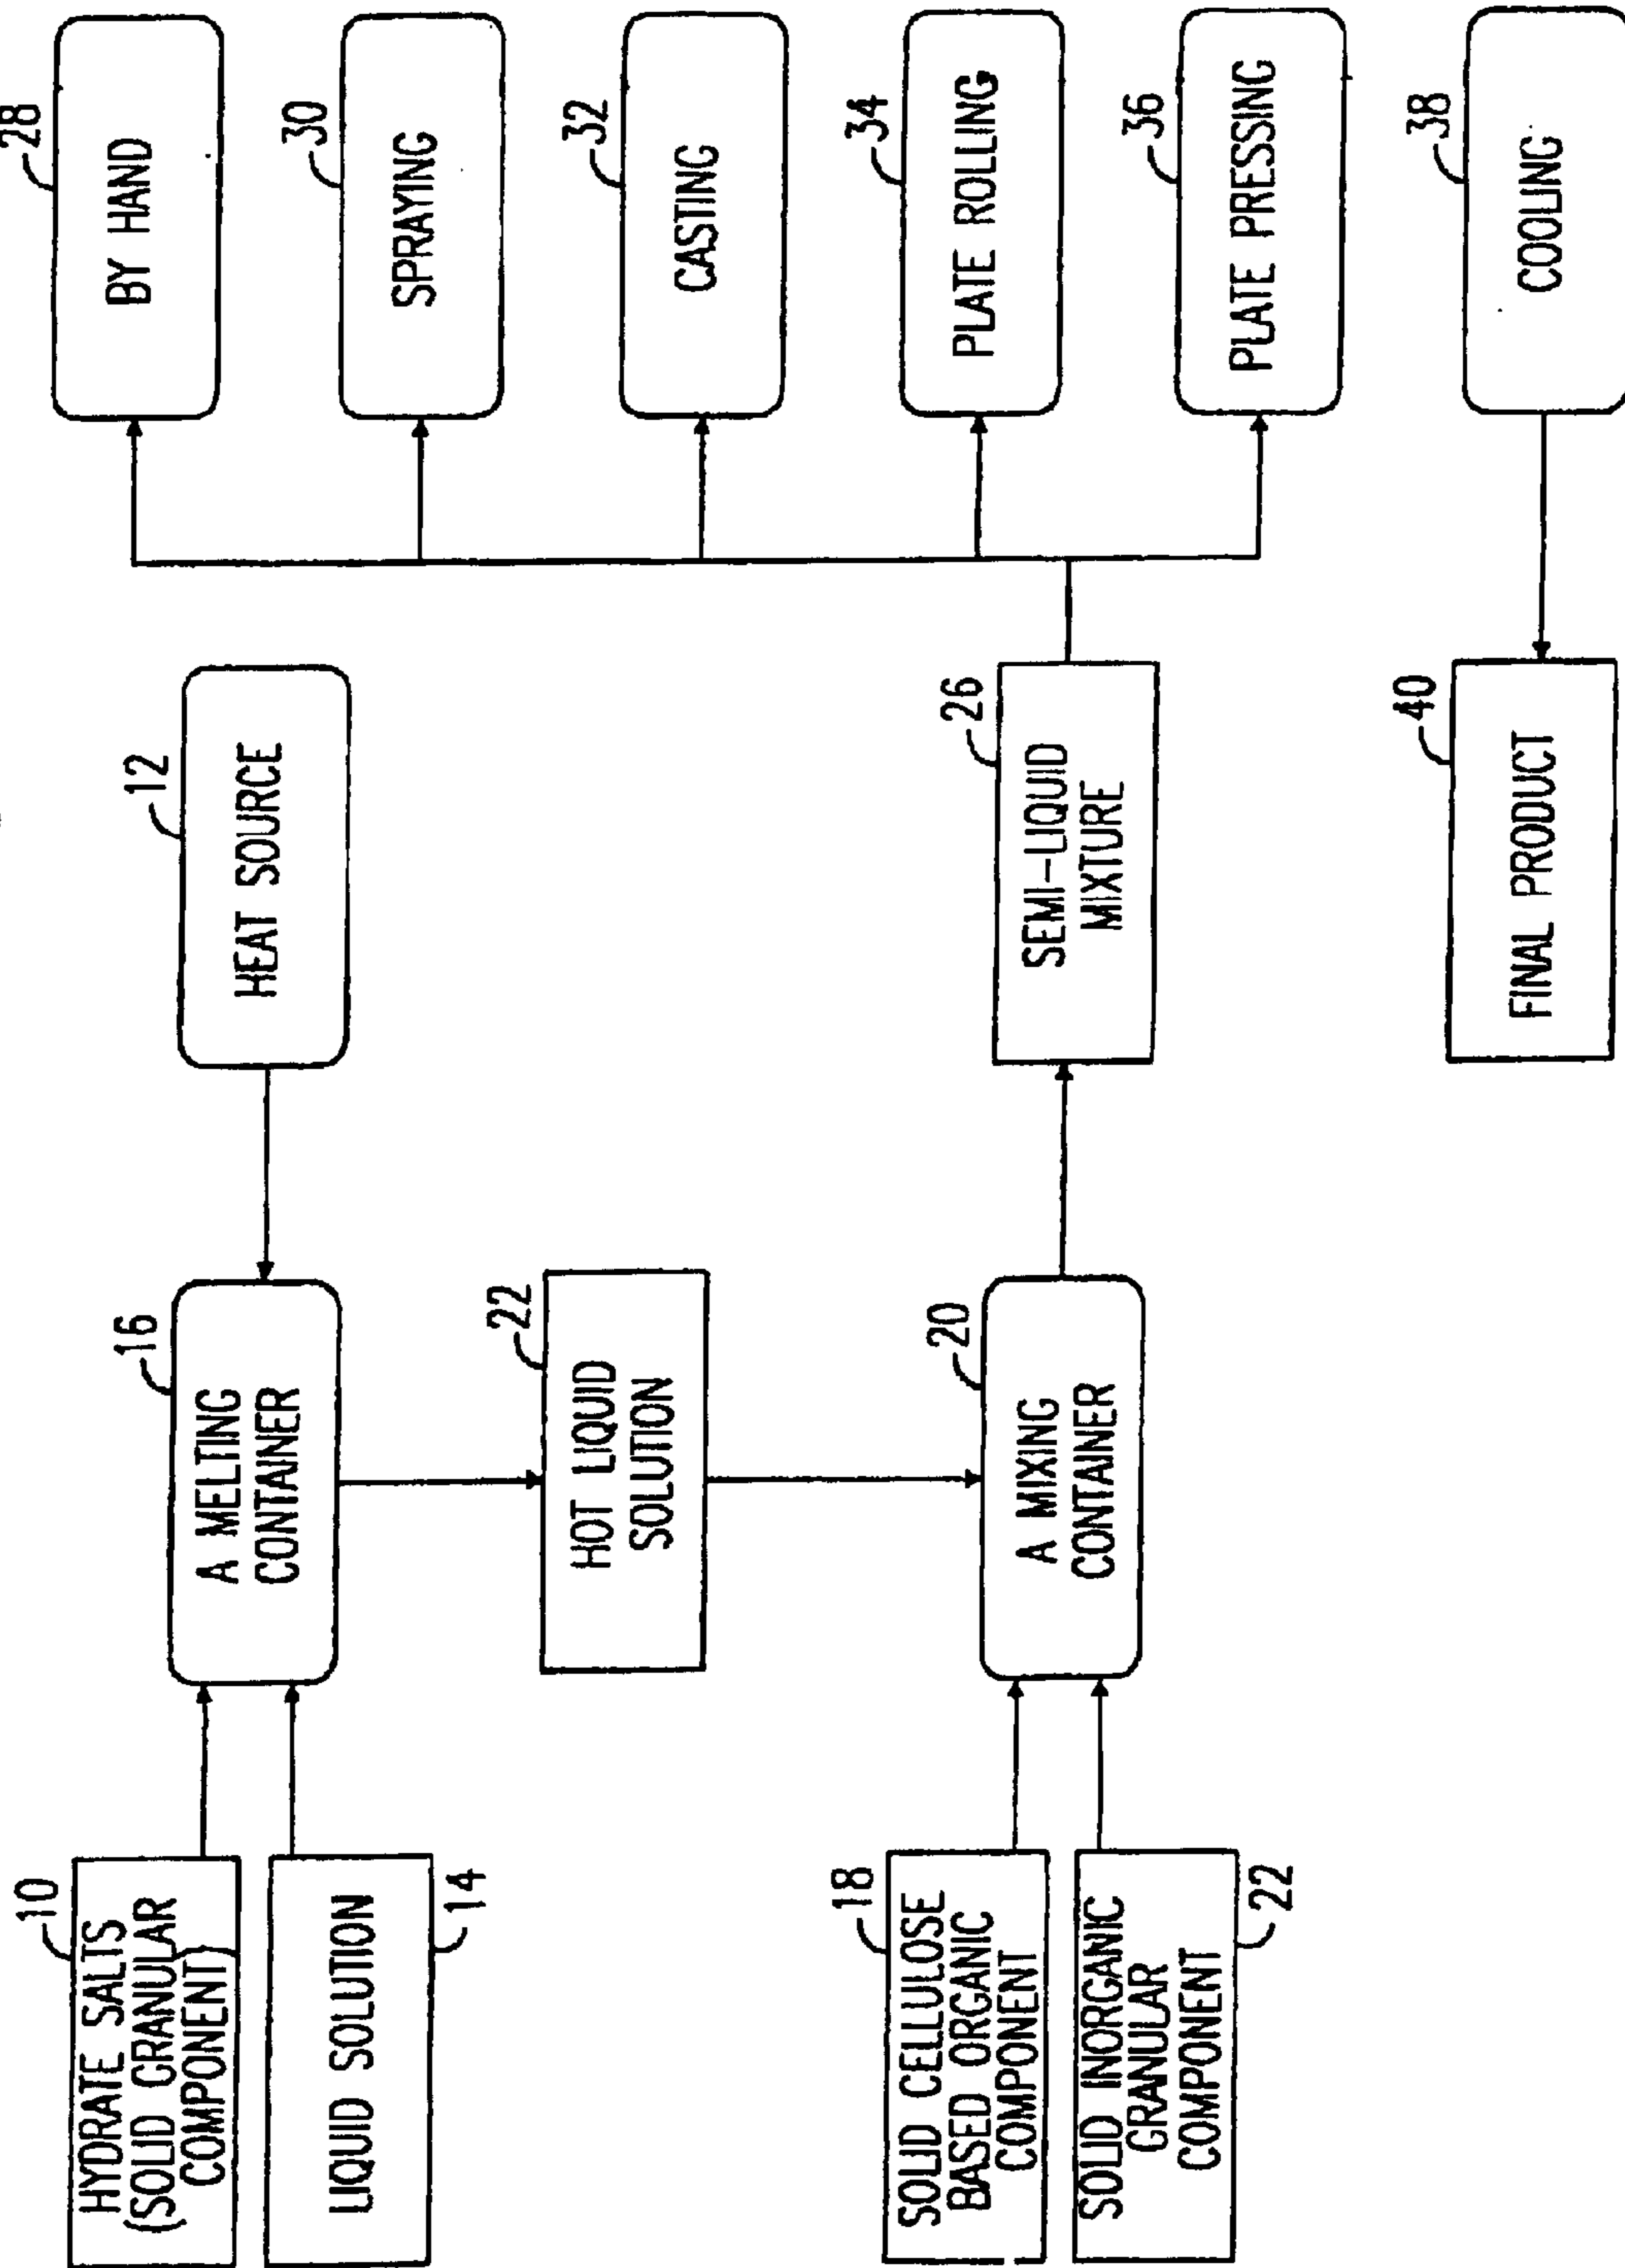 10
HYDRATE SALTS
(SOLID GRANULAR
COMPONENT)
LIQUID SOLUTION
14
16
A MELTING
CONTAINER
12
HEAT SOURCE
22
HOT LIQUID
SOLUTION
18
SOLID CELLULOSE
BASED ORGANIC
COMPONENT
SOLID INORGANIC
GRANULAR
COMPONENT
22
20
A MIXING
CONTAINER
26
SEMI-LIQUID
MIXTURE
28
BY HAND
30
SPRAYING
32
CASTING
34
PLATE ROLLING
36
PLATE PRESSING
38
COOLING
40
FINAL PRODUCT